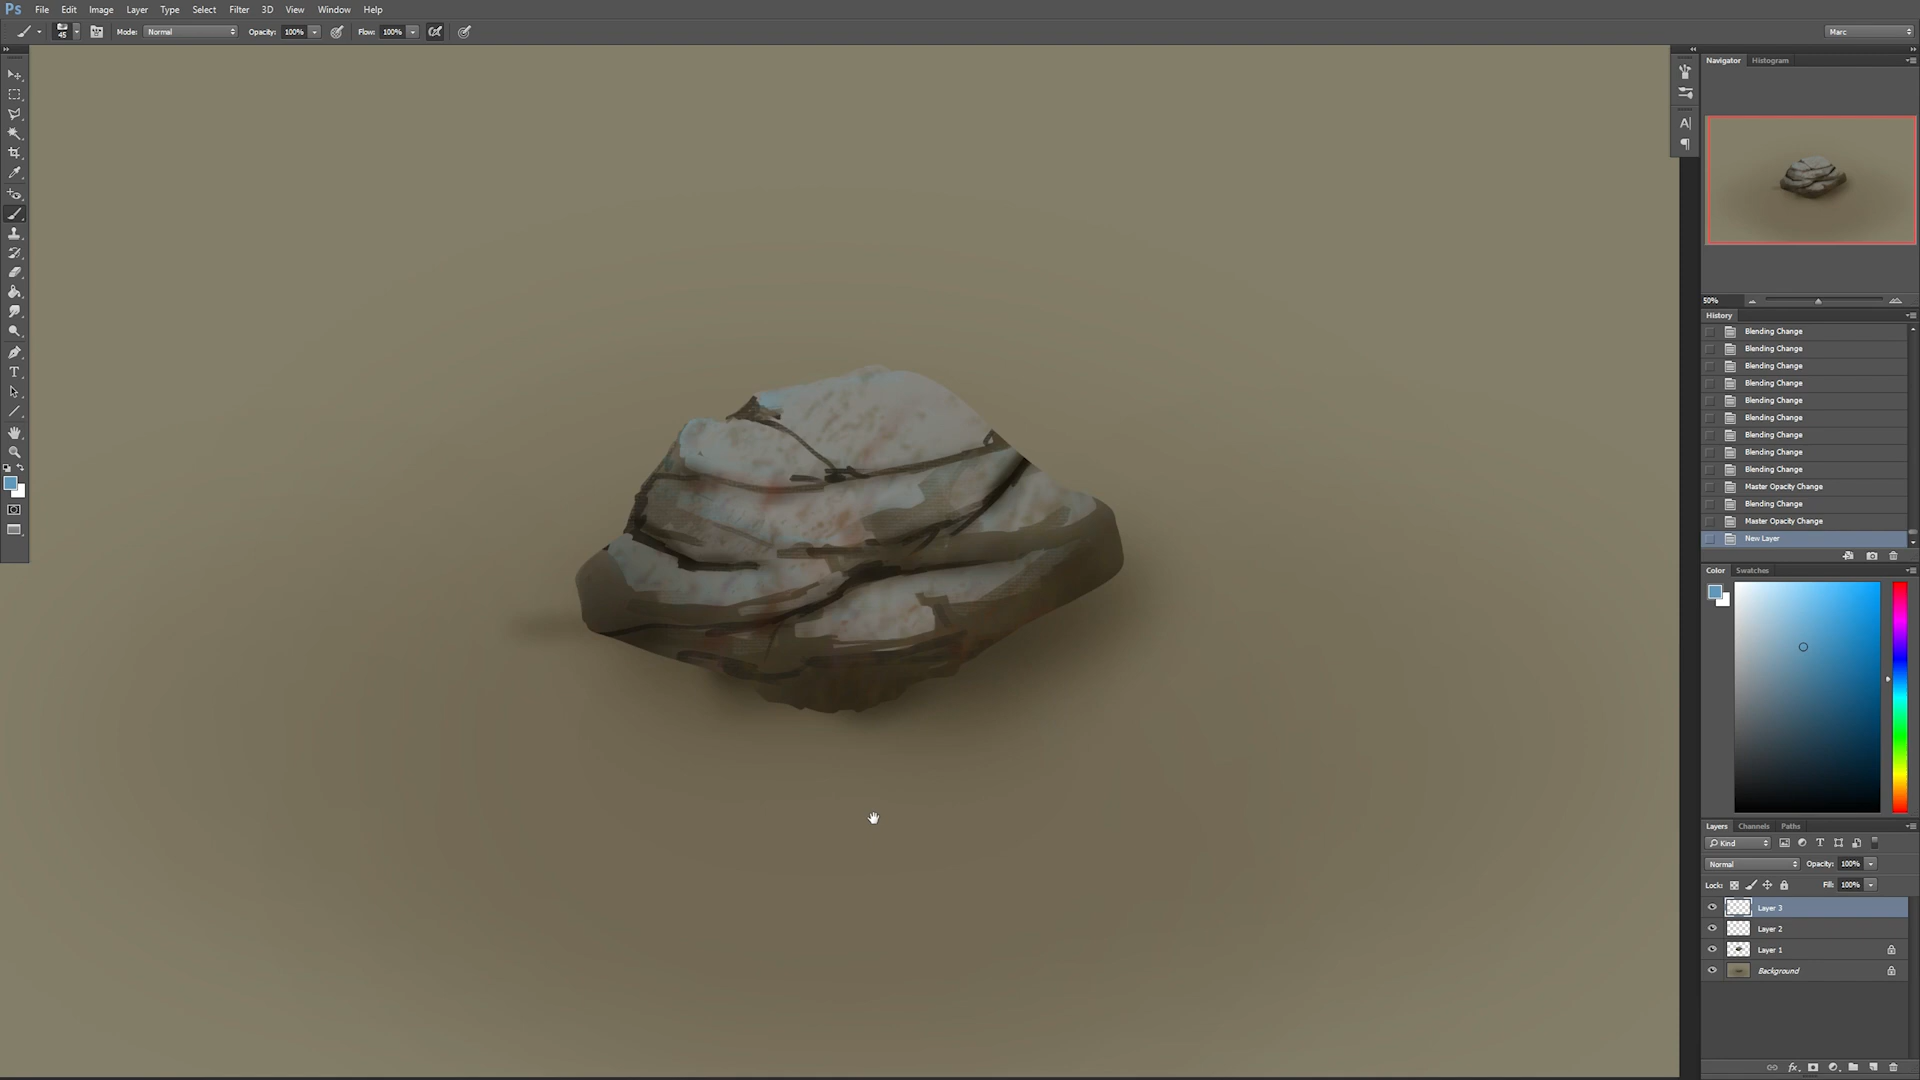 Ps File Edit Image Layer Type Select Filter 3D View Window Help
45 Mode: Normal Opacity: 100% Flow: 100% Marc
Navigator Histogram
50%
History
Blending Change
Blending Change
Blending Change
Blending Change
Blending Change
Blending Change
Blending Change
Blending Change
Blending Change
Master Opacity Change
Blending Change
Master Opacity Change
New Layer
Color Swatches
Layers Channels Paths
Kind
Normal Opacity: 100%
Lock: Fill: 100%
Layer 3
Layer 2
Layer 1
Background
fx